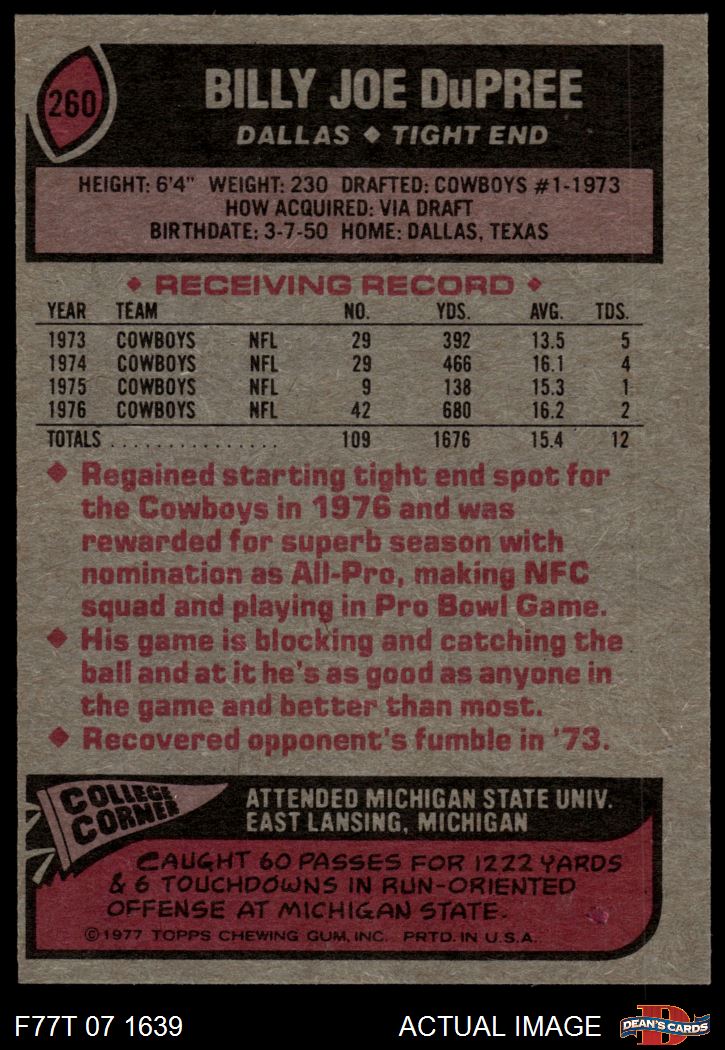 260
BILLY JOE DuPREE
DALLAS ◆ TIGHT END
HEIGHT: 6'4" WEIGHT: 230 DRAFTED: COWBOYS #1-1973
HOW ACQUIRED: VIA DRAFT
BIRTHDATE: 3-7-50 HOME: DALLAS, TEXAS
◆ RECEIVING RECORD ◆
YEAR TEAM NO. YDS. AVG. TDS.
1973 COWBOYS NFL 29 392 13.5 5
1974 COWBOYS NFL 29 466 16.1 4
1975 COWBOYS NFL 9 138 15.3 1
1976 COWBOYS NFL 42 680 16.2 2
TOTALS ............... 109 1676 15.4 12
◆ Regained starting tight end spot for
the Cowboys in 1976 and was
rewarded for superb season with
nomination as All-Pro, making NFC
squad and playing in Pro Bowl Game.
◆ His game is blocking and catching the
ball and at it he's as good as anyone in
the game and better than most.
◆ Recovered opponent's fumble in '73.
COLLEGE
CORNER
ATTENDED MICHIGAN STATE UNIV.
EAST LANSING, MICHIGAN
CAUGHT 60 PASSES FOR 1222 YARDS
& 6 TOUCHDOWNS IN RUN-ORIENTED
OFFENSE AT MICHIGAN STATE.
©1977 TOPPS CHEWING GUM, INC. PRTD. IN U.S.A.
F77T 07 1639 ACTUAL IMAGE
D
DEAN'S CARDS